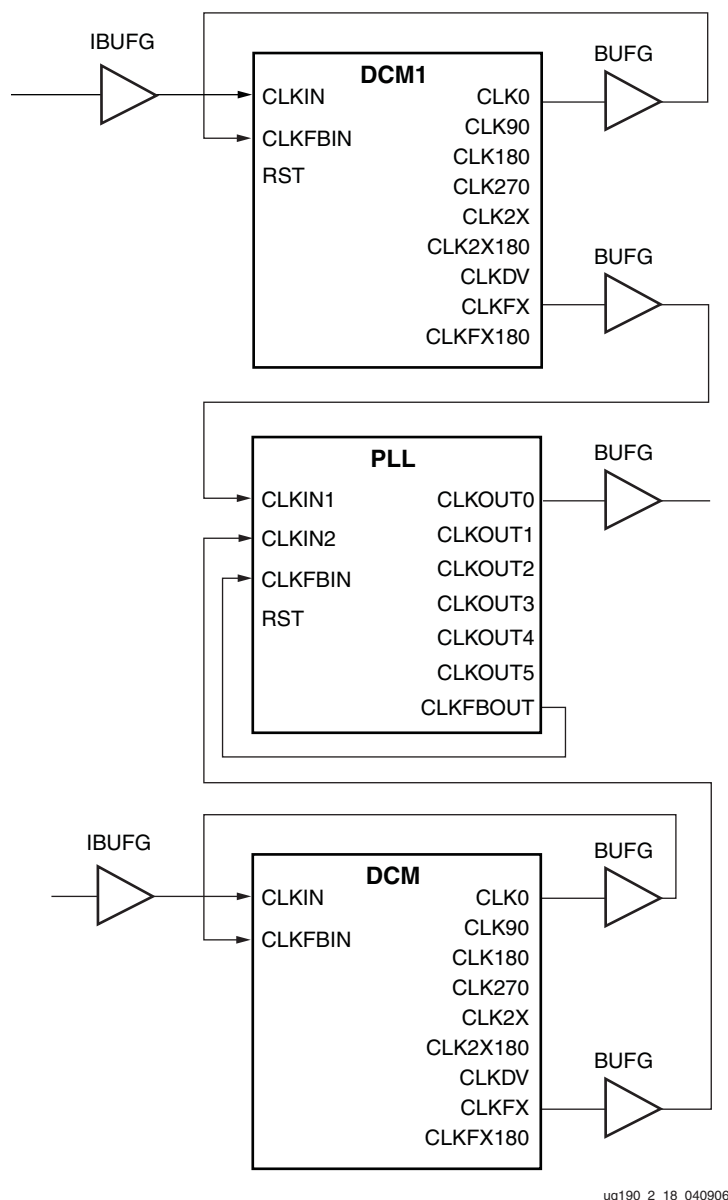 IBUFG
BUFG
DCM1
CLKIN
CLKFBIN
RST
CLK0
CLK90
CLK180
CLK270
CLK2X
CLK2X180
CLKDV
CLKFX
CLKFX180
BUFG
PLL
CLKIN1
CLKIN2
CLKFBIN
RST
CLKOUT0
CLKOUT1
CLKOUT2
CLKOUT3
CLKOUT4
CLKOUT5
CLKFBOUT
BUFG
IBUFG
BUFG
DCM
CLKIN
CLKFBIN
CLK0
CLK90
CLK180
CLK270
CLK2X
CLK2X180
CLKDV
CLKFX
CLKFX180
BUFG
ug190_2_18_040906